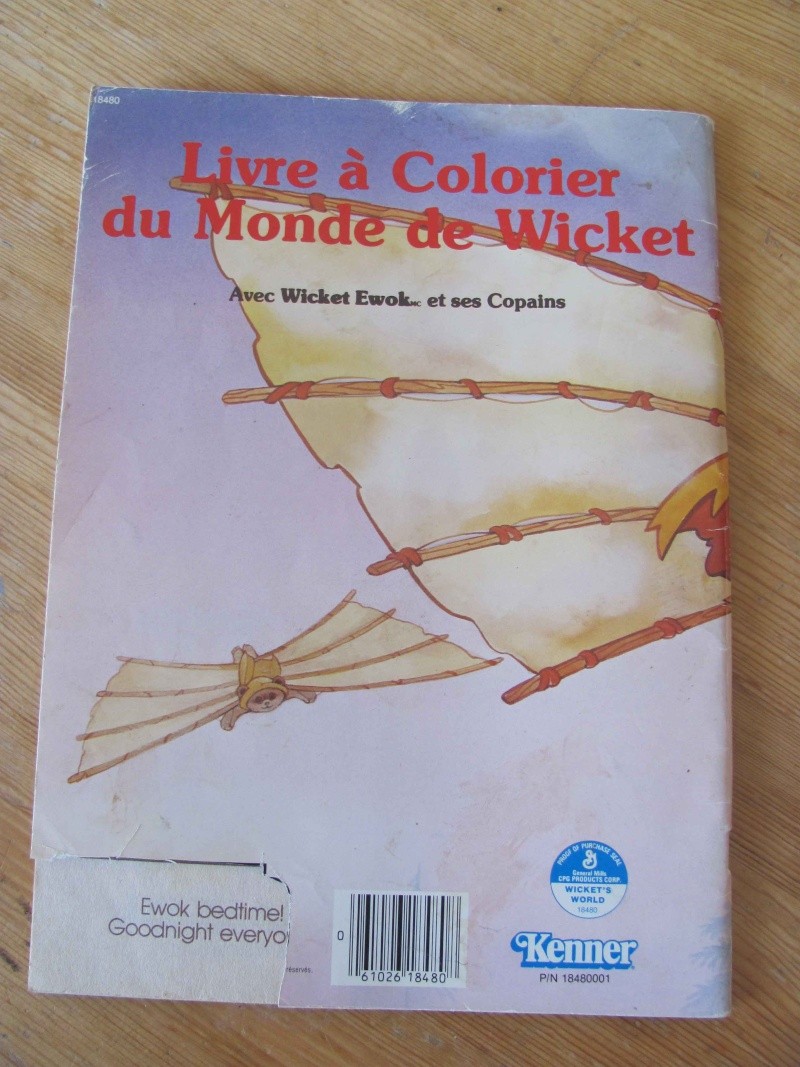 18480
Livre à Colorier
du Monde de Wicket
Avec Wicket Ewok MC et ses Copains
PROOF OF PURCHASE SEAL
General Mills
CPG PRODUCTS CORP.
WICKET'S
WORLD
18480
Ewok bedtime!
Goodnight everyo
réservés.
0 61026 18480
Kenner
P/N 18480001